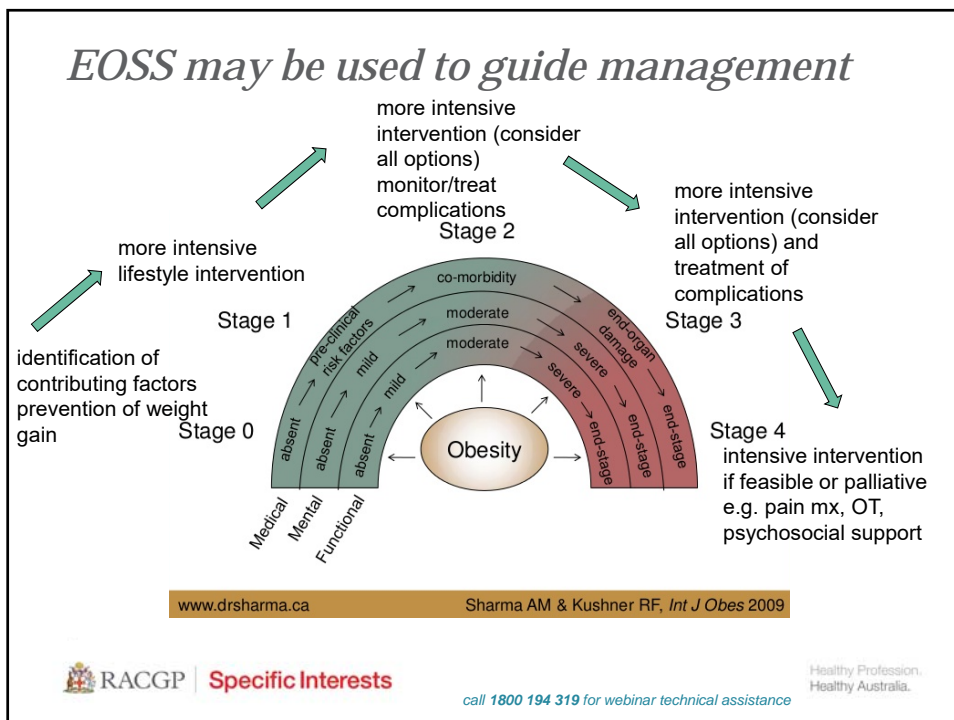 EOSS may be used to guide management
more intensive
intervention (consider
all options)
monitor/treat
complications
Stage 2
more intensive
intervention (consider
all options) and
treatment of
complications
Stage 3
more intensive
lifestyle intervention
Stage 1
identification of
contributing factors
prevention of weight
gain
Stage 0
absent
pre-clinical
risk factors
co-morbidity
end-organ
damage
end-stage
absent
mild
moderate
severe
end-stage
absent
mild
moderate
severe
end-stage
Obesity
Medical
Mental
Functional
Stage 4
intensive intervention
if feasible or palliative
e.g. pain mx, OT,
psychosocial support
www.drsharma.ca
Sharma AM & Kushner RF, Int J Obes 2009
RACGP
Specific Interests
call 1800 194 319 for webinar technical assistance
Healthy Profession.
Healthy Australia.